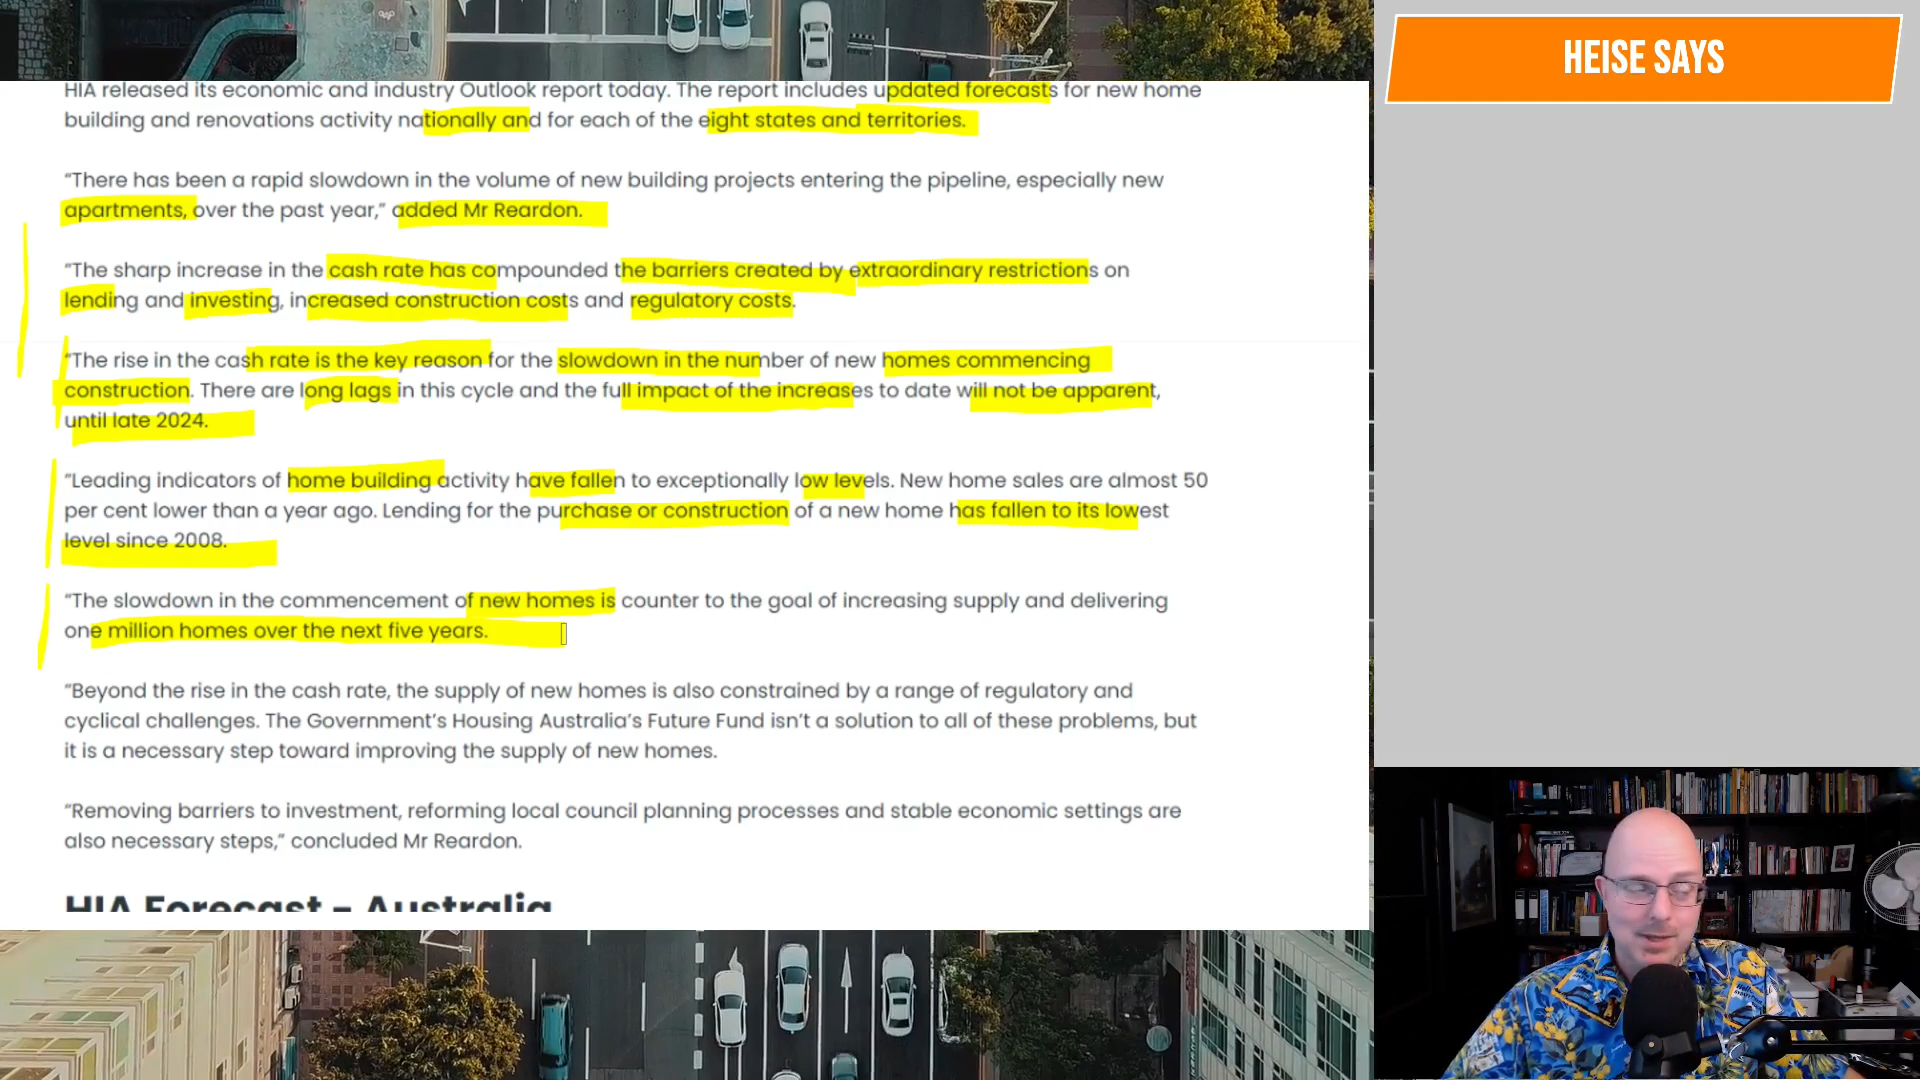 HEISE SAYS
HIA released its economic and industry Outlook report today. The report includes updated forecasts for new home
building and renovations activity nationally and for each of the eight states and territories.
“There has been a rapid slowdown in the volume of new building projects entering the pipeline, especially new
apartments, over the past year,” added Mr Reardon.
“The sharp increase in the cash rate has compounded the barriers created by extraordinary restrictions on
lending and investing, increased construction costs and regulatory costs.
“The rise in the cash rate is the key reason for the slowdown in the number of new homes commencing
construction. There are long lags in this cycle and the full impact of the increases to date will not be apparent,
until late 2024.
“Leading indicators of home building activity have fallen to exceptionally low levels. New home sales are almost 50
per cent lower than a year ago. Lending for the purchase or construction of a new home has fallen to its lowest
level since 2008.
“The slowdown in the commencement of new homes is counter to the goal of increasing supply and delivering
one million homes over the next five years.
“Beyond the rise in the cash rate, the supply of new homes is also constrained by a range of regulatory and
cyclical challenges. The Government’s Housing Australia’s Future Fund isn’t a solution to all of these problems, but
it is a necessary step toward improving the supply of new homes.
“Removing barriers to investment, reforming local council planning processes and stable economic settings are
also necessary steps,” concluded Mr Reardon.
HIA Forecast – Australia